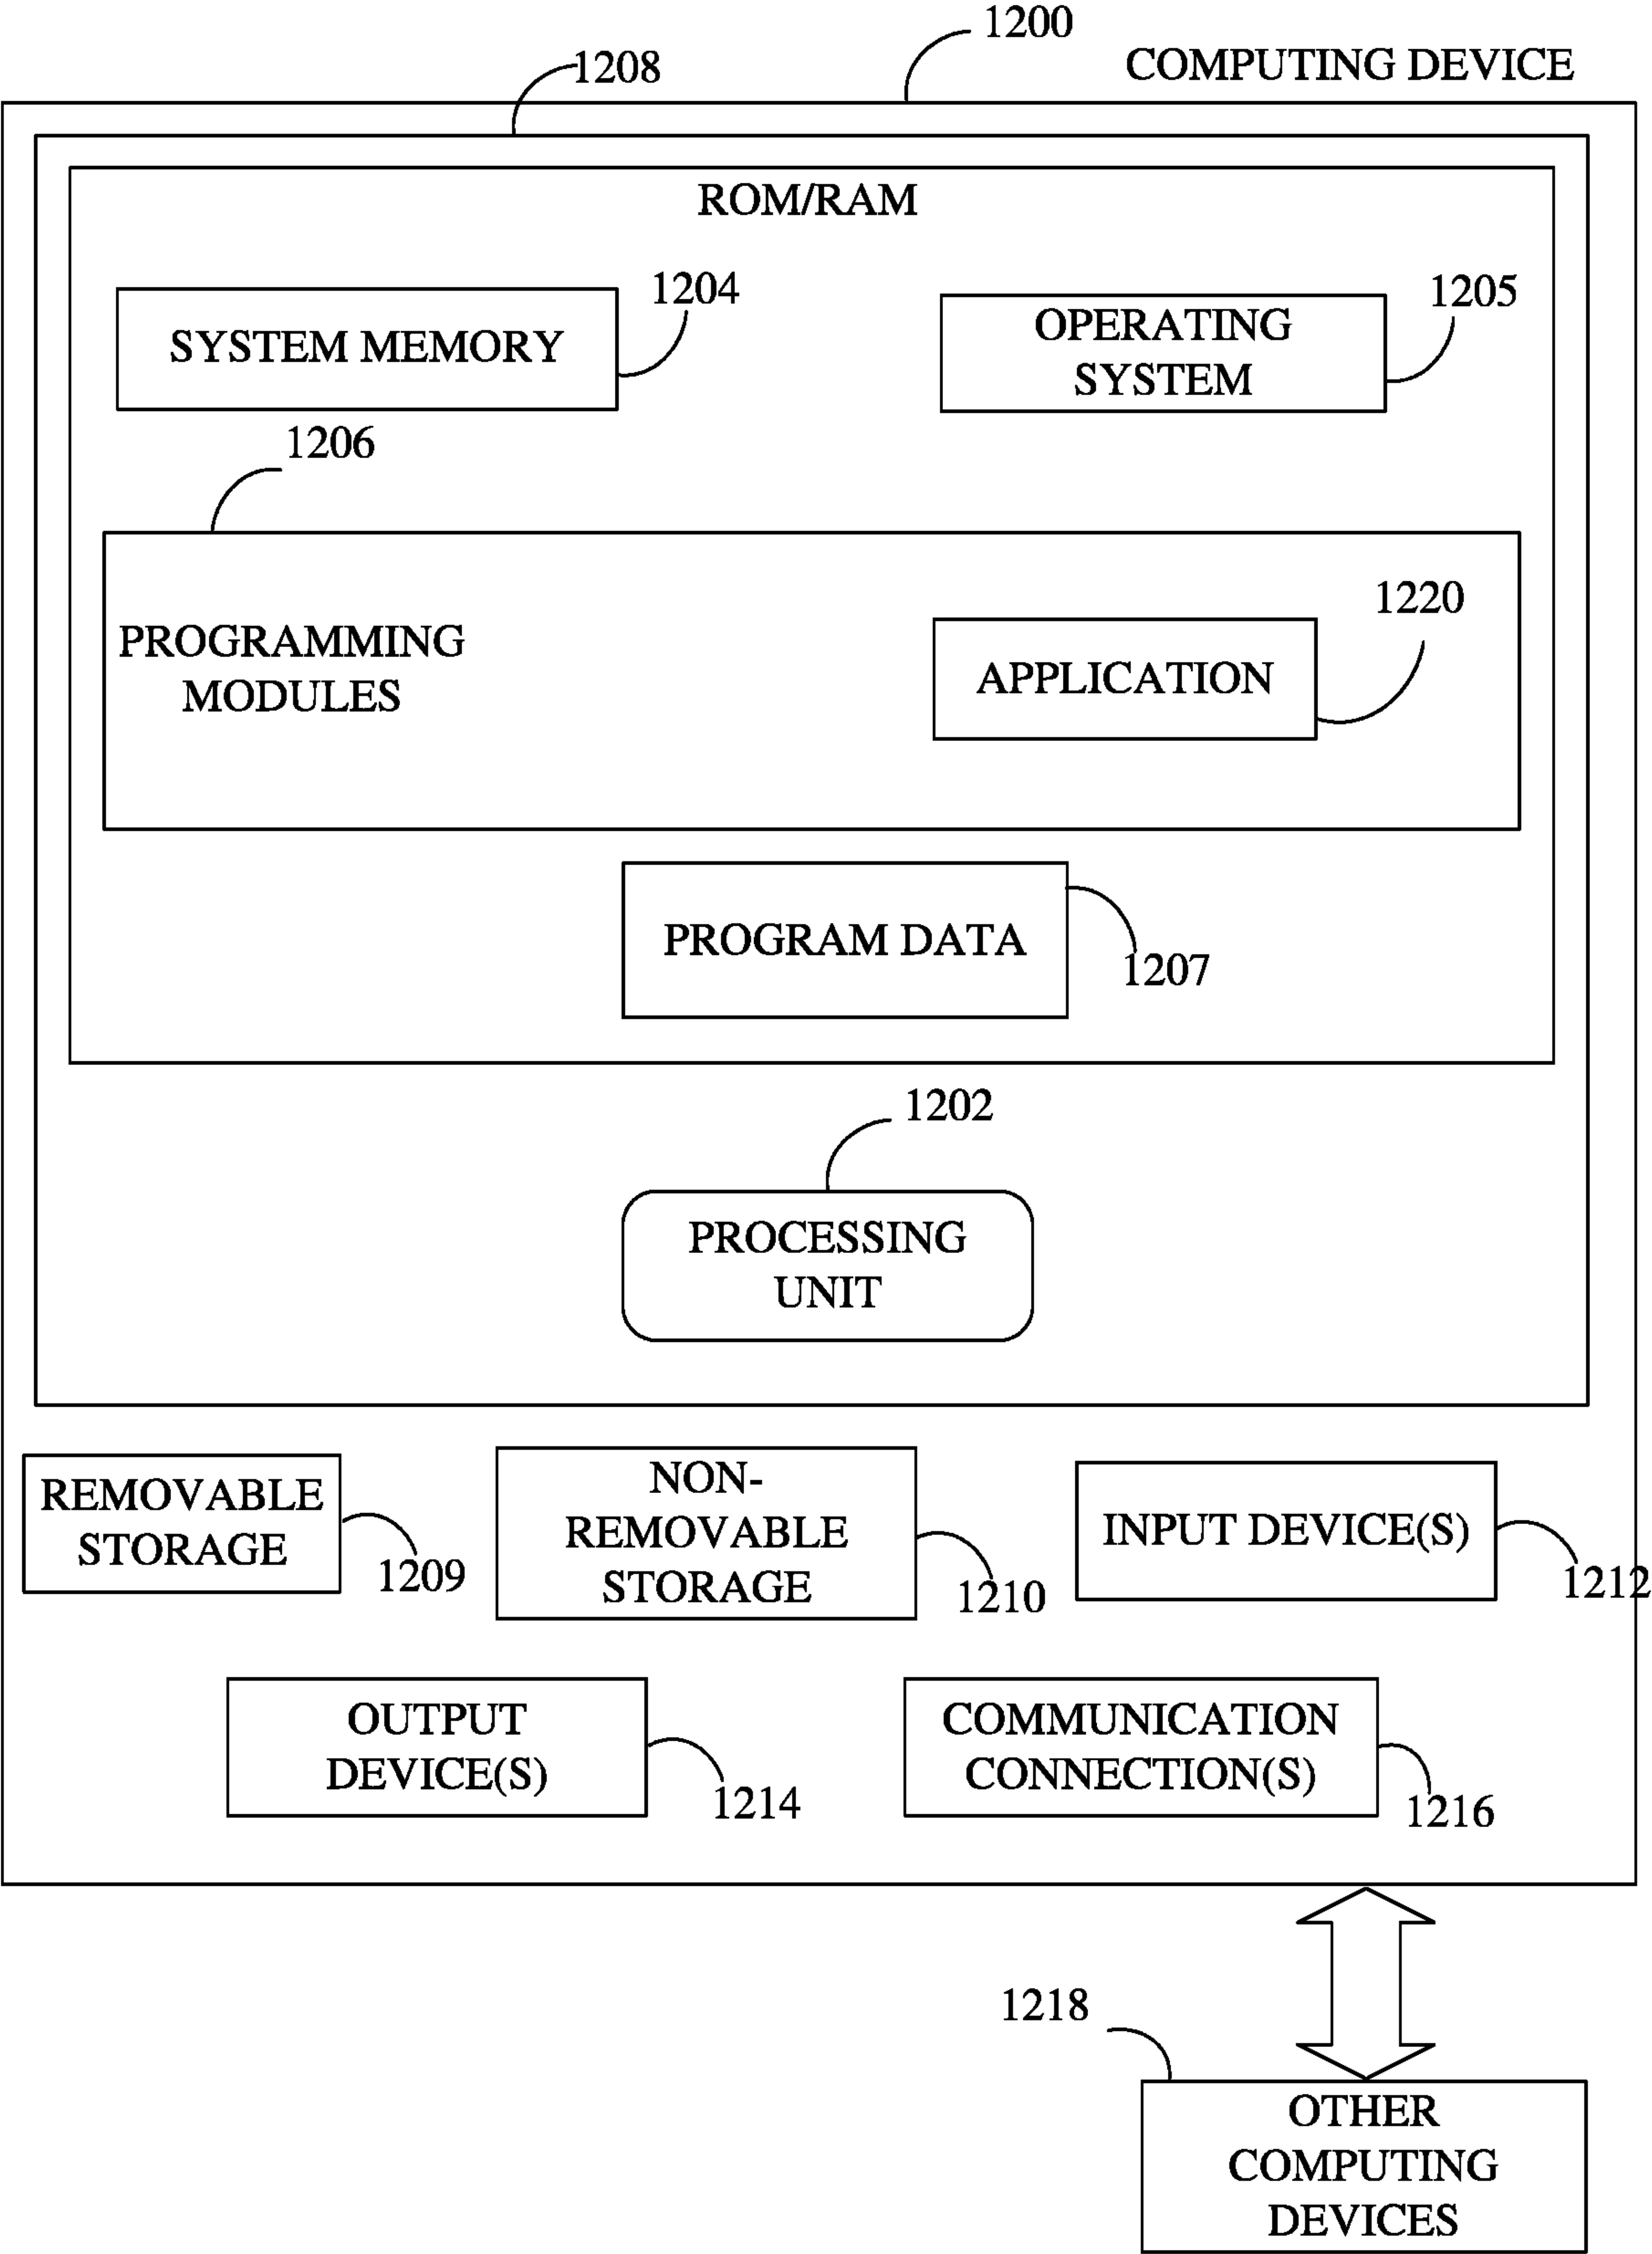 1200
COMPUTING DEVICE
1208
ROM/RAM
1204
SYSTEM MEMORY
1205
OPERATING
SYSTEM
1206
PROGRAMMING
MODULES
1220
APPLICATION
PROGRAM DATA
1207
1202
PROCESSING
UNIT
REMOVABLE
STORAGE
1209
NON-
REMOVABLE
STORAGE
1210
INPUT DEVICE(S)
1212
OUTPUT
DEVICE(S)
1214
COMMUNICATION
CONNECTION(S)
1216
1218
OTHER
COMPUTING
DEVICES